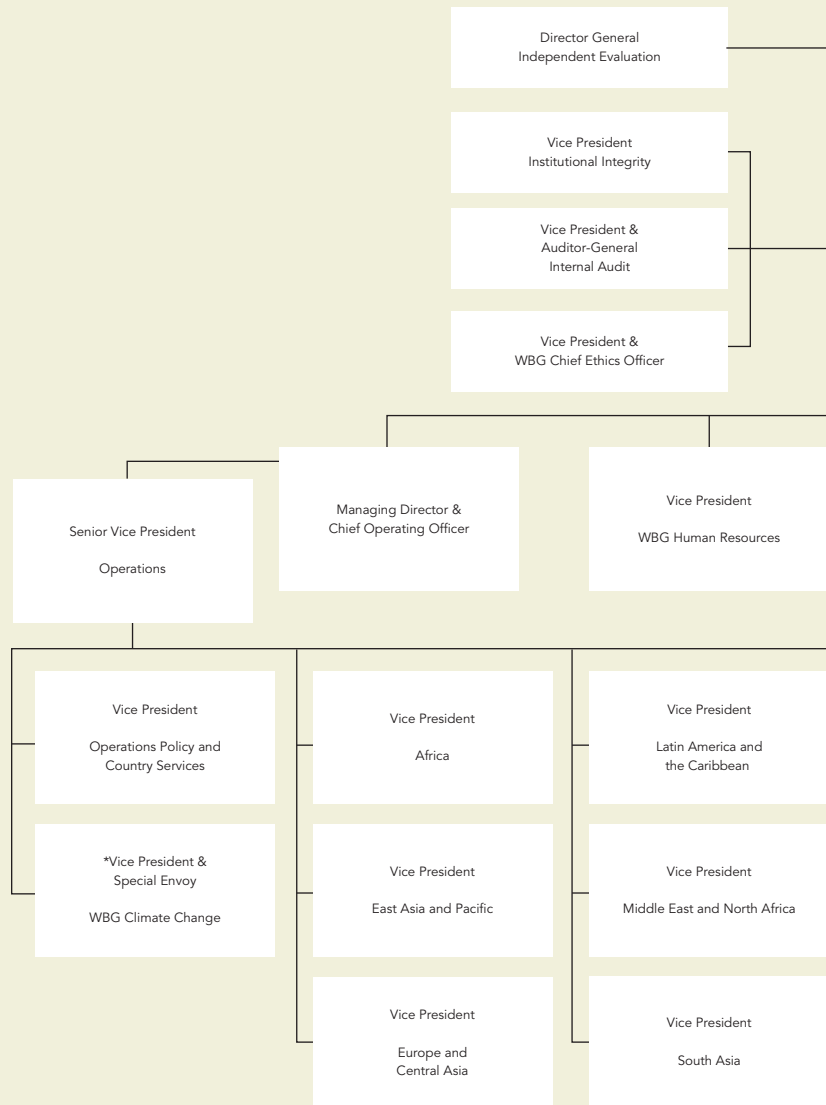 Director General
Independent Evaluation
Vice President
Institutional Integrity
Vice President &
Auditor-General
Internal Audit
Vice President &
WBG Chief Ethics Officer
Senior Vice President
Operations
Managing Director &
Chief Operating Officer
Vice President
WBG Human Resources
Vice President
Operations Policy and
Country Services
Vice President
Africa
Vice President
Latin America and
the Caribbean
*Vice President &
Special Envoy
WBG Climate Change
Vice President
East Asia and Pacific
Vice President
Middle East and North Africa
Vice President
Europe and
Central Asia
Vice President
South Asia